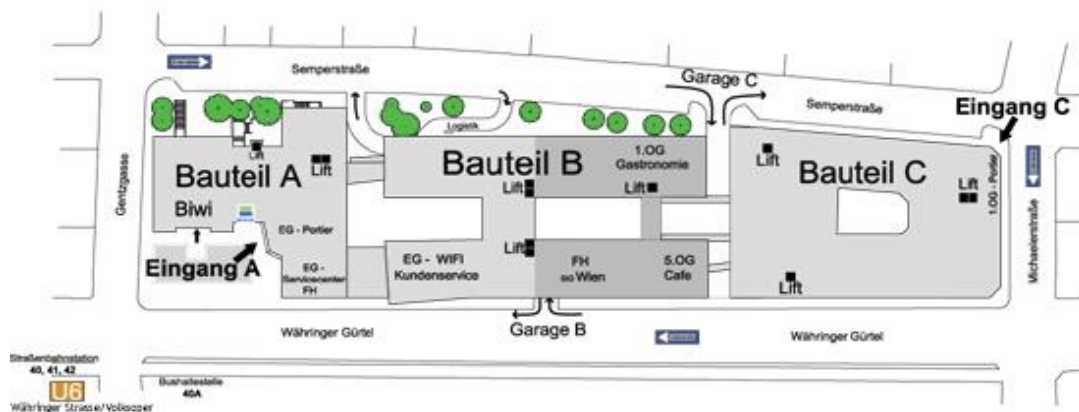 Semperstraße
Garage C
Semperstraße
Eingang C
Gentzgasse
Logistik
Lift
Bauteil A
Lift
Biwi
EG - Portier
Eingang A
EG -
Servicecenter
FH
Bauteil B
1.OG
Gastronomie
Lift
Lift
Lift
EG - WIFI
Kundenservice
FH
Wien
5.OG
Cafe
Lift
Bauteil C
Lift
Lift
1.OG - Portier
Michaelerstraße
Währinger Gürtel
Garage B
Währinger Gürtel
Straßenbahnstation
40, 41, 42
U6
Währinger Strasse/Volksoper
Bushaltestelle
40A